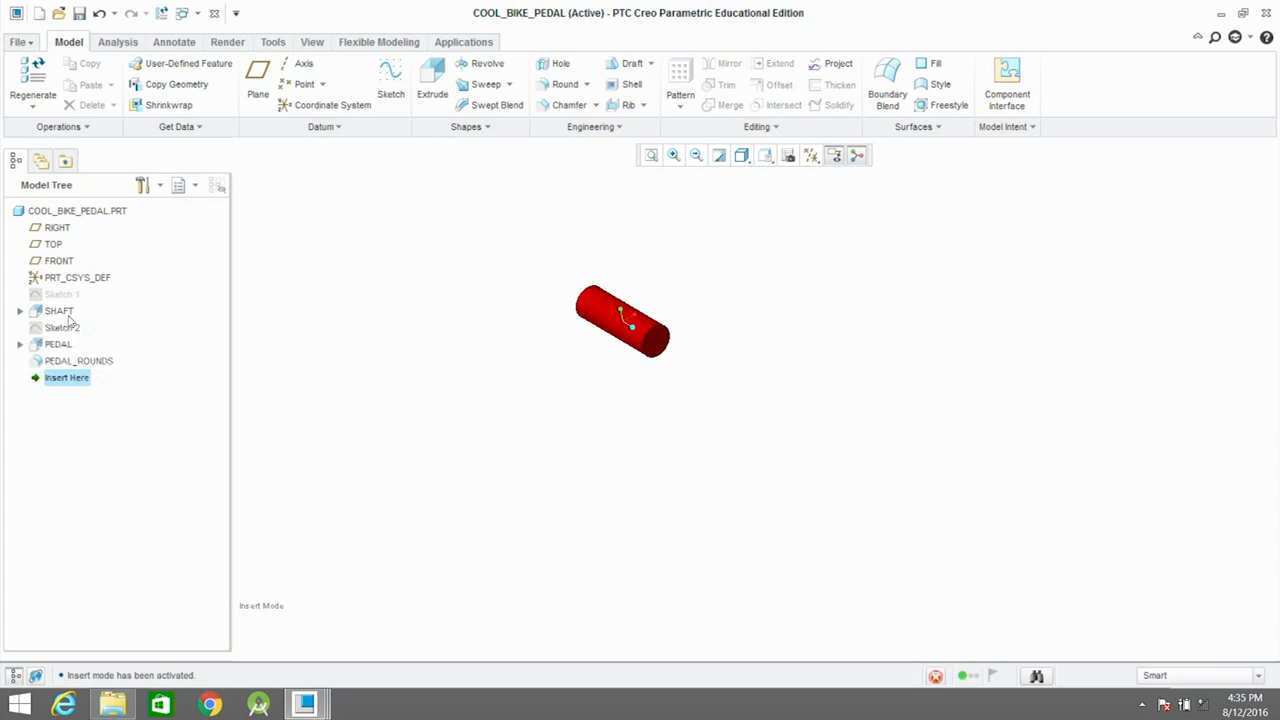 COOL_BIKE_PEDAL (Active) - PTC Creo Parametric Educational Edition
File Model Analysis Annotate Render Tools View Flexible Modeling Applications
Regenerate
Copy
Paste
Delete
Operations
User-Defined Feature
Copy Geometry
Shrinkwrap
Get Data
Plane
Axis
Point
Coordinate System
Sketch
Datum
Extrude
Revolve
Sweep
Swept Blend
Shapes
Hole
Round
Chamfer
Draft
Shell
Rib
Engineering
Pattern
Mirror
Trim
Merge
Extend
Offset
Intersect
Project
Thicken
Solidify
Editing
Boundary
Blend
Fill
Style
Freestyle
Surfaces
Component
Interface
Model Intent
Model Tree
COOL_BIKE_PEDAL.PRT
RIGHT
TOP
FRONT
PRT_CSYS_DEF
Sketch 1
SHAFT
Sketch 2
PEDAL
PEDAL_ROUNDS
Insert Here
Insert Mode
• Insert mode has been activated.
Smart
4:35 PM
8/12/2016